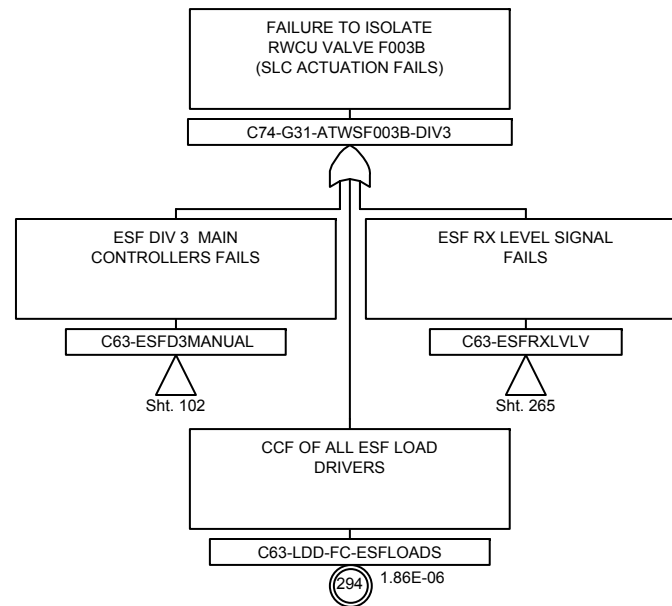 FAILURE TO ISOLATE
RWCU VALVE F003B
(SLC ACTUATION FAILS)
C74-G31-ATWSF003B-DIV3
ESF DIV 3 MAIN
CONTROLLERS FAILS
C63-ESFD3MANUAL
Sht. 102
ESF RX LEVEL SIGNAL
FAILS
C63-ESFRXLVLV
Sht. 265
CCF OF ALL ESF LOAD
DRIVERS
C63-LDD-FC-ESFLOADS
294
1.86E-06